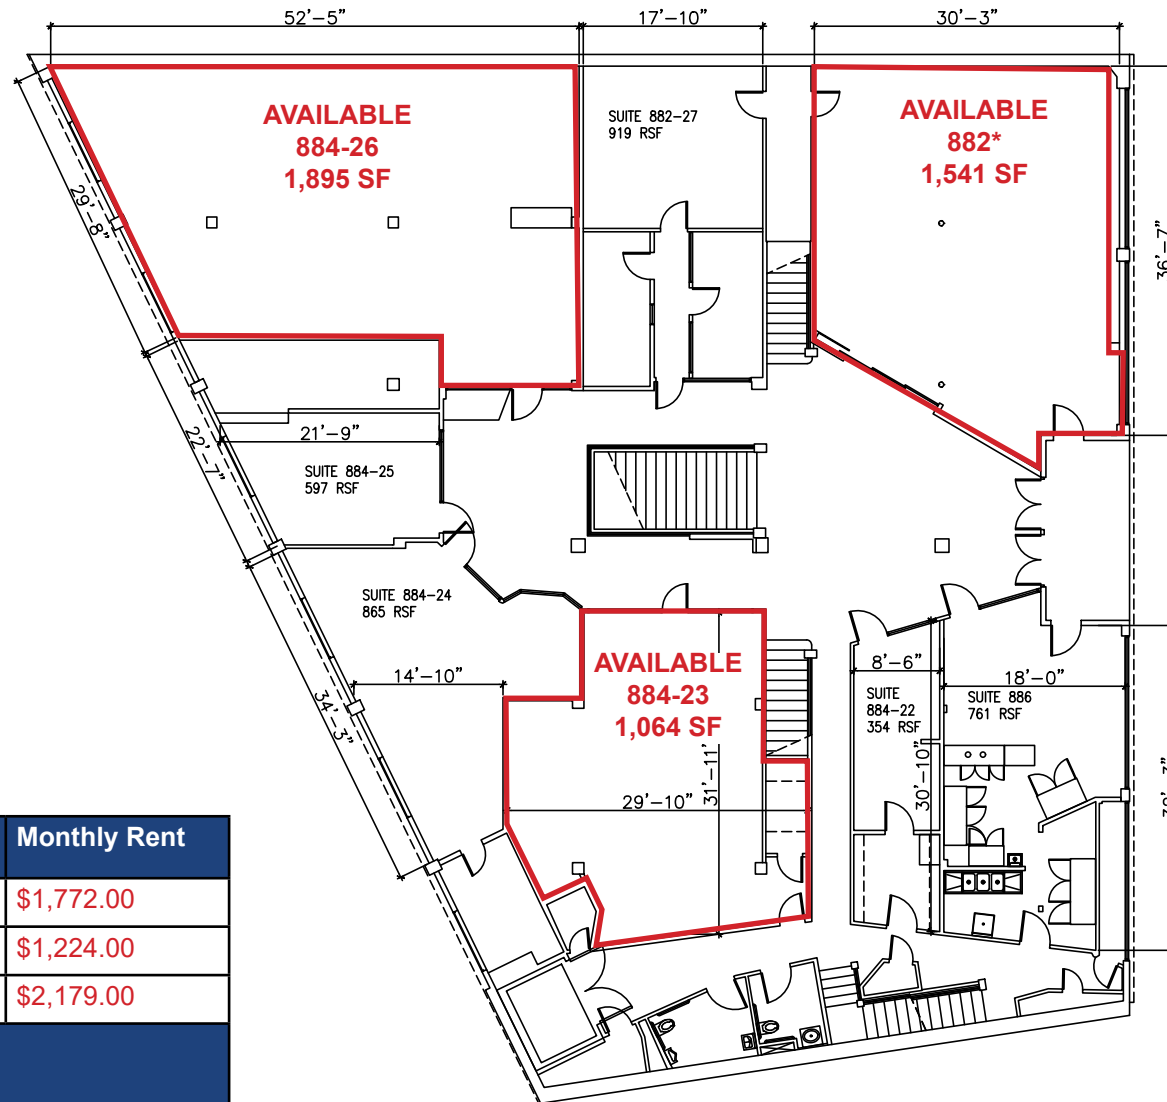 52'-5"
17'-10"
30'-3"
AVAILABLE
884-26
1,895 SF
SUITE 882-27
919 RSF
AVAILABLE
882*
1,541 SF
29'-8"
36'-7"
22'-7"
21'-9"
SUITE 884-25
597 RSF
SUITE 884-24
865 RSF
34'-3"
14'-10"
AVAILABLE
884-23
1,064 SF
31'-11'
29'-10"
8'-6"
SUITE
884-22
354 RSF
30'-10"
18'-0"
SUITE 886
761 RSF
Monthly Rent
$1,772.00
$1,224.00
$2,179.00